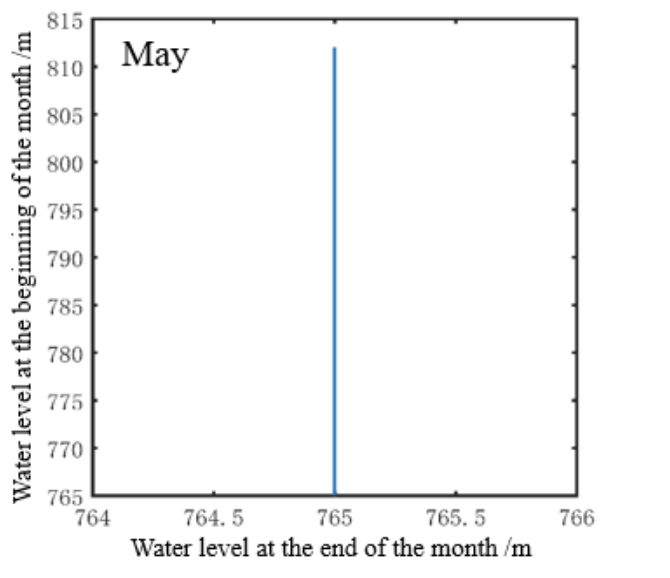 815
May
810
805
800
795
790
785
780
775
770
765
Water level at the beginning of the month /m
764 764.5 765 765.5 766
Water level at the end of the month /m